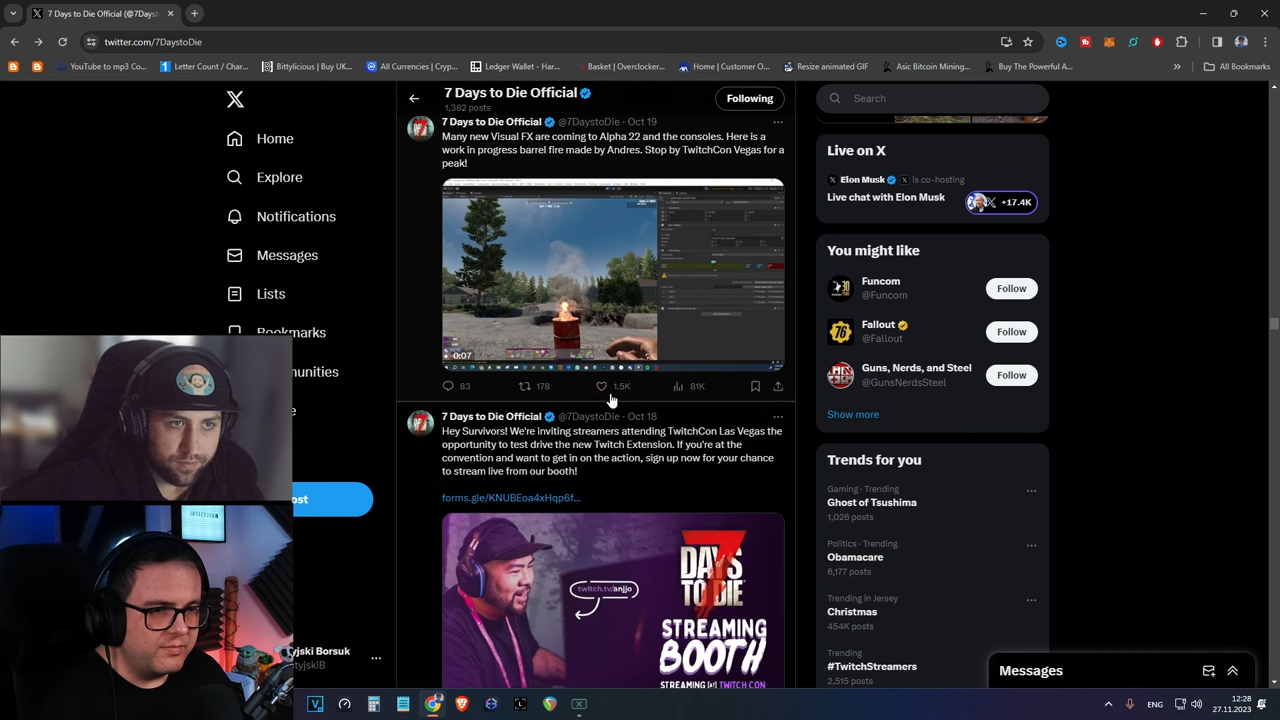 7 Days to Die Official (@7Dayst
twitter.com/7DaystoDie
YouTube to mp3 Co...
Letter Count / Char...
Bittylicious | Buy UK...
All Currencies | Cryp...
Ledger Wallet - Har...
Basket | Overclocker...
Home | Customer O...
Resize animated GIF
Asic Bitcoin Mining...
Buy The Powerful A...
All Bookmarks
Home
Explore
Notifications
Messages
Lists
Bookmarks
7 Days to Die Official
1,382 posts
Following
7 Days to Die Official @7DaystoDie · Oct 19
Many new Visual FX are coming to Alpha 22 and the consoles. Here is a
work in progress barrel fire made by Andres. Stop by TwitchCon Vegas for a
peak!
0:07
83 178 1.5K 81K
7 Days to Die Official @7DaystoDie · Oct 18
Hey Survivors! We're inviting streamers attending TwitchCon Las Vegas the
opportunity to test drive the new Twitch Extension. If you're at the
convention and want to get in on the action, sign up now for your chance
to stream live from our booth!
forms.gle/KNUBEoa4xHqp6f...
twitch.tv/anjjo
7
DAYS
TO DIE
STREAMING
BOOTH
STREAMING [at] TWITCH CON
Search
Live on X
Elon Musk is co-hosting
Live chat with Elon Musk
+17.4K
You might like
Funcom
@Funcom
Follow
Fallout
@Fallout
Follow
Guns, Nerds, and Steel
@GunsNerdsSteel
Follow
Show more
Trends for you
Gaming · Trending
Ghost of Tsushima
1,026 posts
Politics · Trending
Obamacare
6,177 posts
Trending in Jersey
Christmas
454K posts
Trending
#TwitchStreamers
2,515 posts
Messages
munities
ost
yjski Borsuk
tyjskiB
ENG
12:28
27.11.2023